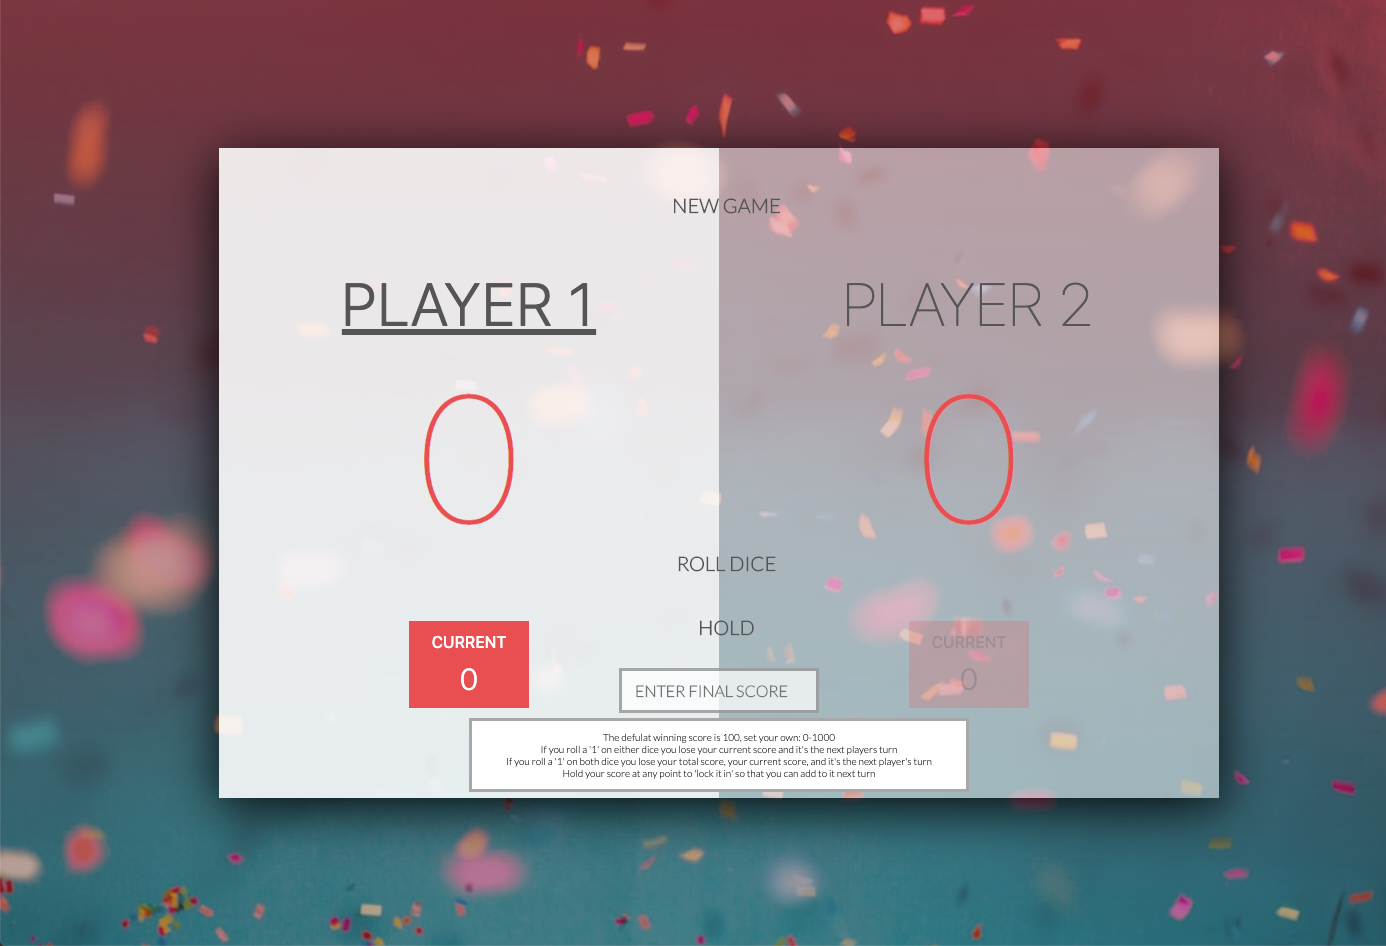 NEW GAME
PLAYER 1
PLAYER 2
0
0
ROLL DICE
HOLD
CURRENT
0
CURRENT
0
ENTER FINAL SCORE
The defulat winning score is 100, set your own: 0-1000
If you roll a '1' on either dice you lose your current score and it's the next players turn
If you roll a '1' on both dice you lose your total score, your current score, and it's the next player's turn
Hold your score at any point to 'lock it in' so that you can add to it next turn